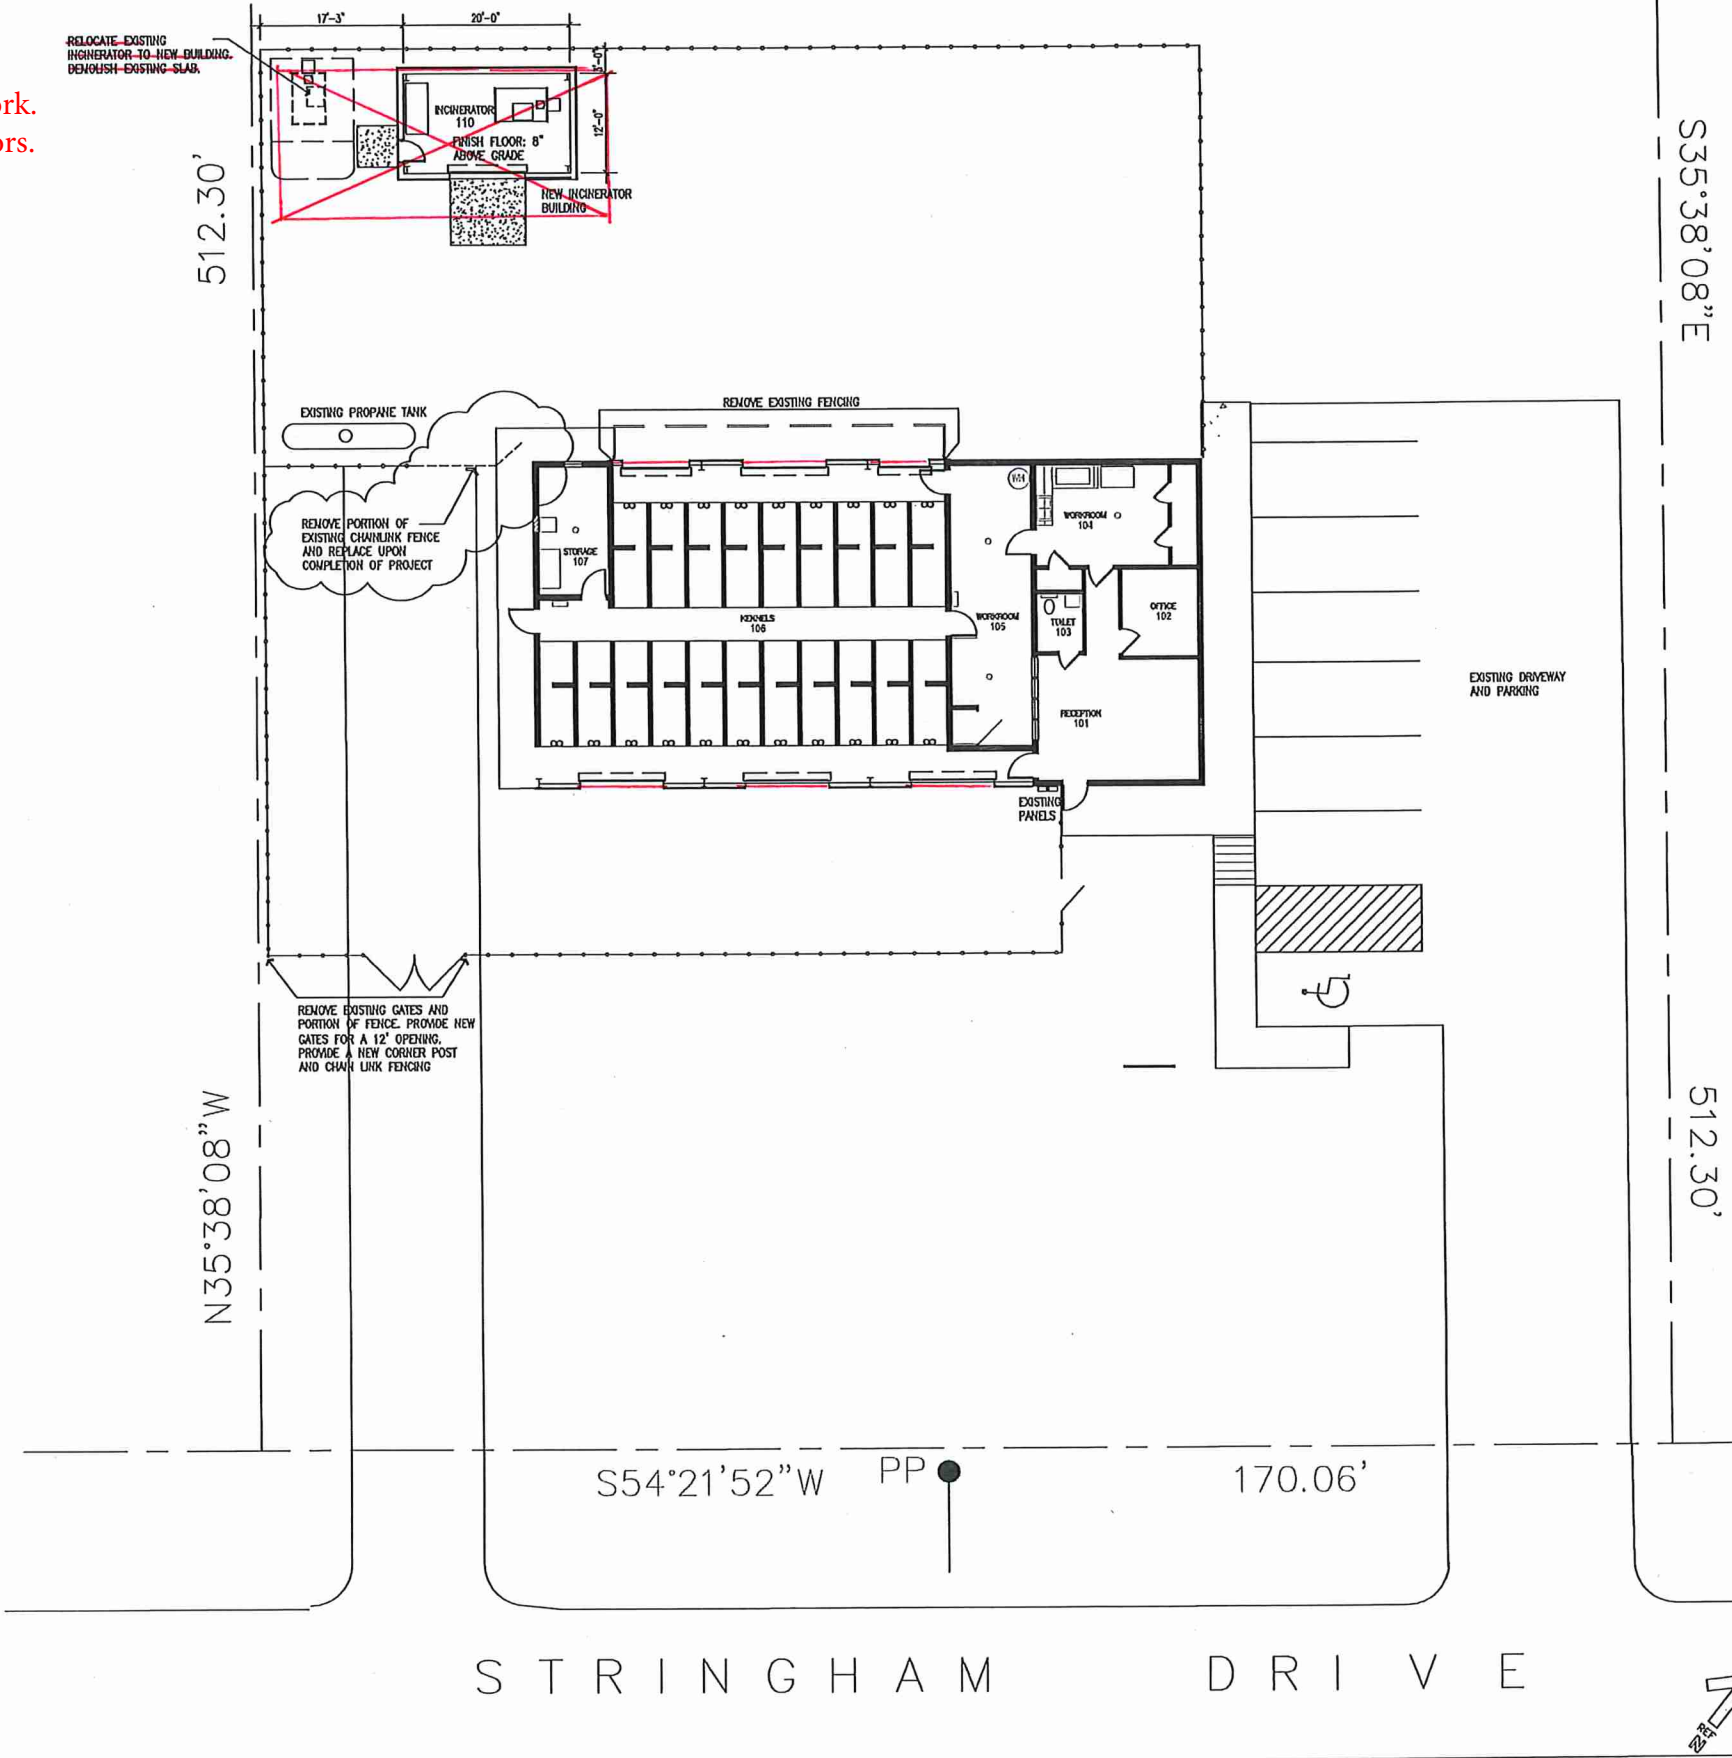 17'-3"
20'-0"
RELOCATE EXISTING
INCINERATOR TO NEW BUILDING.
DEMOLISH EXISTING SLAB.
3'-0"
12'-0"
INCINERATOR
110
FINISH FLOOR: 8"
ABOVE GRADE
NEW INCINERATOR
BUILDING
512.30'
S35°38'08"E
EXISTING PROPANE TANK
REMOVE EXISTING FENCING
REMOVE PORTION OF
EXISTING CHAINLINK FENCE
AND REPLACE UPON
COMPLETION OF PROJECT
STORAGE
107
WH
WORKROOM
104
KENNELS
106
WORKROOM
105
TOILET
103
OFFICE
102
RECEPTION
101
EXISTING DRIVEWAY
AND PARKING
EXISTING
PANELS
REMOVE EXISTING GATES AND
PORTION OF FENCE. PROVIDE NEW
GATES FOR A 12' OPENING.
PROVIDE A NEW CORNER POST
AND CHAIN LINK FENCING
N35°38'08"W
512.30'
S54°21'52"W
PP
170.06'
STRINGHAM DRIVE
REF
N